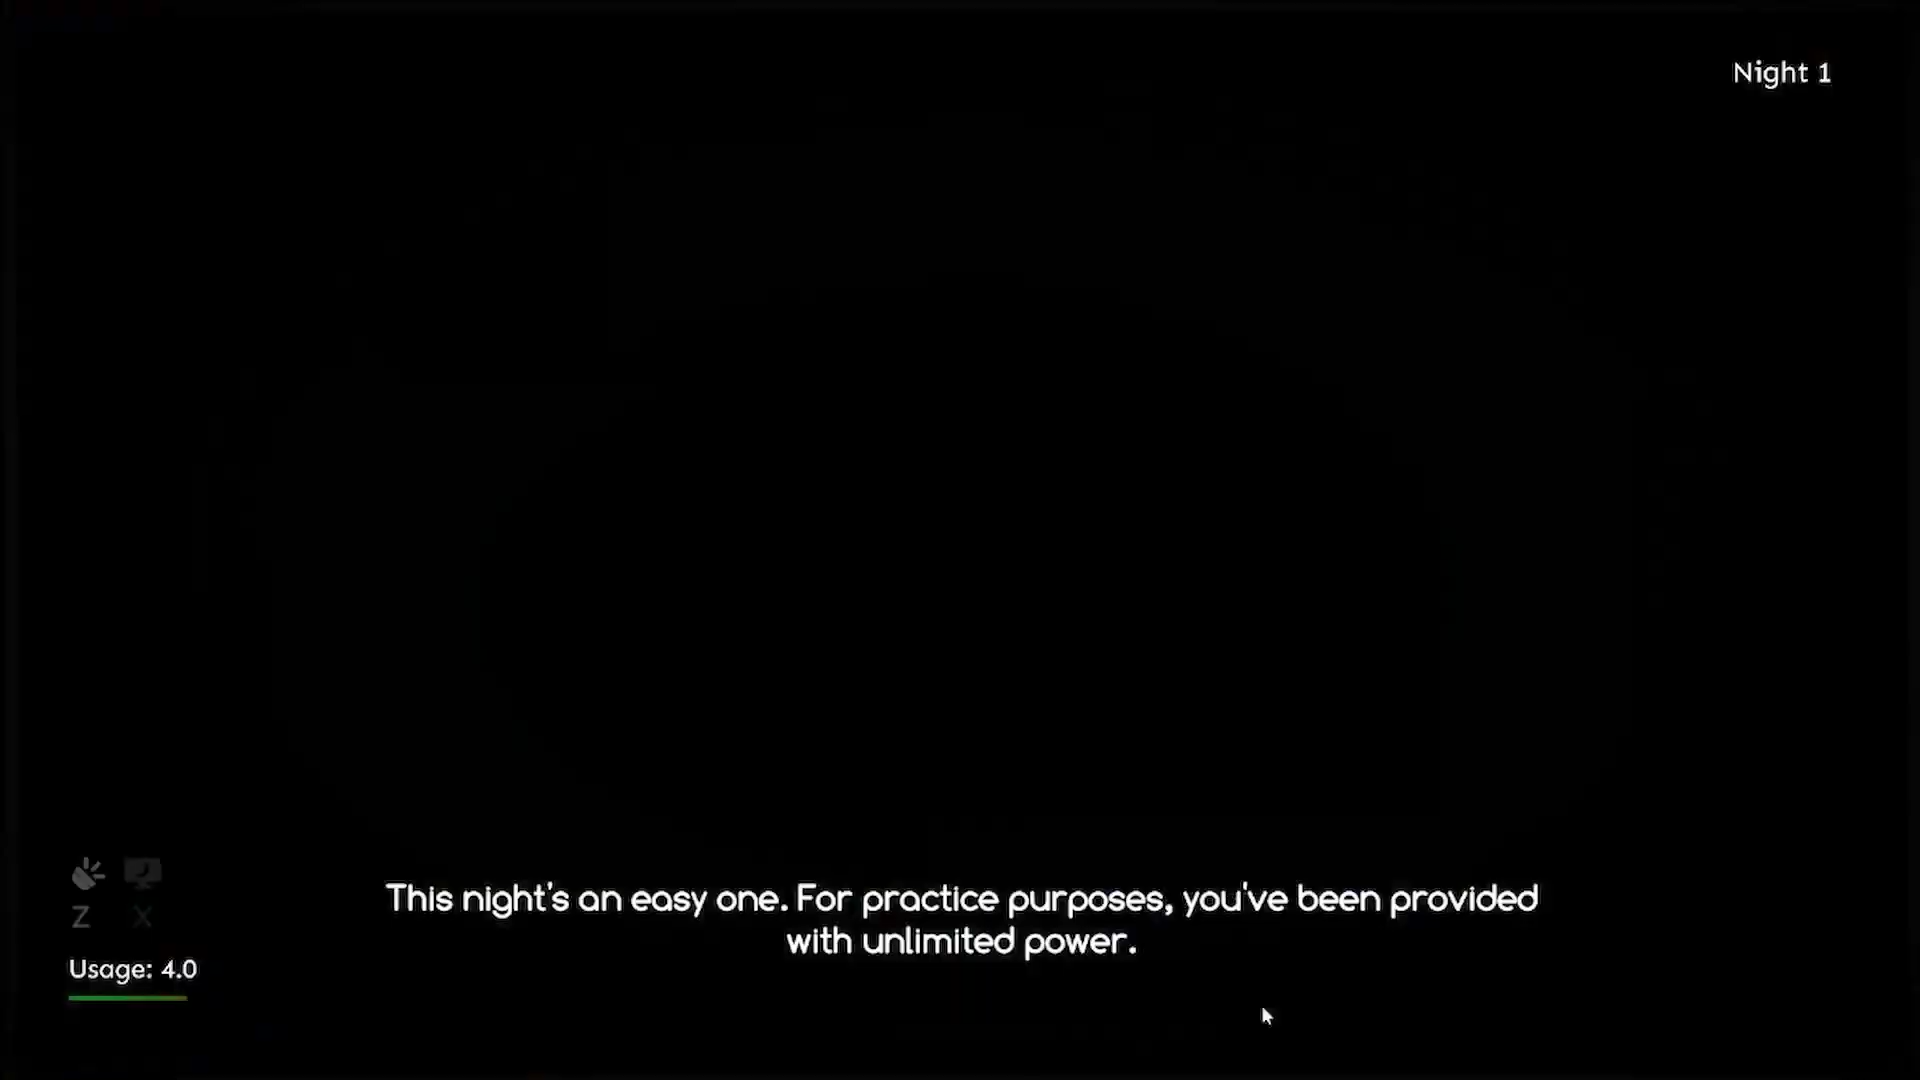 Night 1
Z X
This night's an easy one. For practice purposes, you've been provided
with unlimited power.
Usage: 4.0